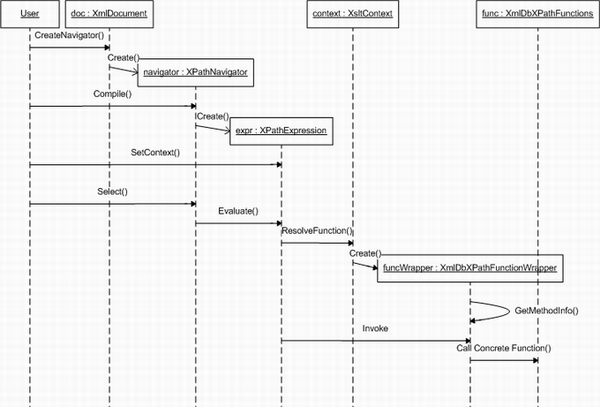 User
doc : XmlDocument
context : XsltContext
func : XmlDbXPathFunctions
CreateNavigator()
Create()
navigator : XPathNavigator
Compile()
Create()
expr : XPathExpression
SetContext()
Select()
Evaluate()
ResolveFunction()
Create()
funcWrapper : XmlDbXPathFunctionWrapper
GetMethodInfo()
Invoke
Call Concrete Function()